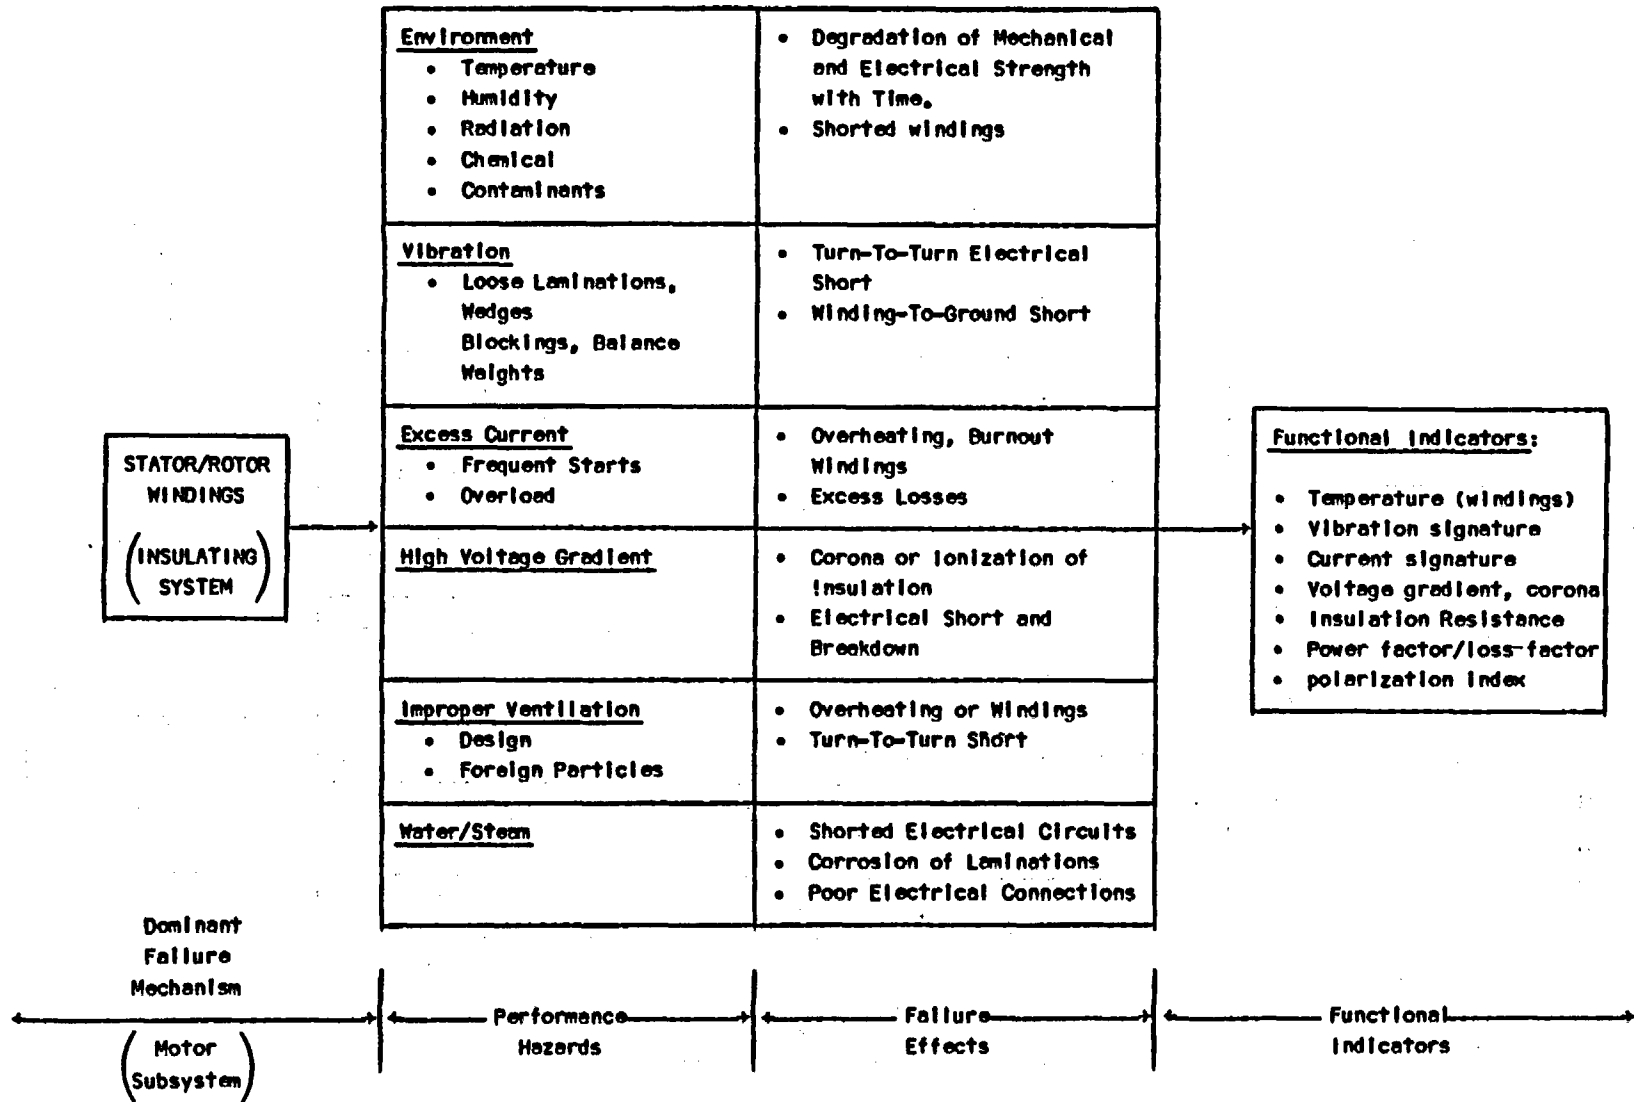 Environment
• Temperature
• Humidity
• Radiation
• Chemical
• Contaminants
• Degradation of Mechanical
and Electrical Strength
with Time.
• Shorted windings
Vibration
• Loose Laminations,
Wedges
Blockings, Balance
Weights
• Turn-To-Turn Electrical
Short
• Winding-To-Ground Short
STATOR/ROTOR
WINDINGS
(INSULATING
SYSTEM)
Excess Current
• Frequent Starts
• Overload
• Overheating, Burnout
Windings
• Excess Losses
High Voltage Gradient
• Corona or Ionization of
Insulation
• Electrical Short and
Breakdown
Improper Ventilation
• Design
• Foreign Particles
• Overheating or Windings
• Turn-To-Turn Short
Water/Steam
• Shorted Electrical Circuits
• Corrosion of Laminations
• Poor Electrical Connections
Functional Indicators:
• Temperature (windings)
• Vibration signature
• Current signature
• Voltage gradient, corona
• Insulation Resistance
• Power factor/loss-factor
• polarization index
Dominant
Failure
Mechanism
(Motor
Subsystem)
Performance
Hazards
Failure
Effects
Functional
Indicators